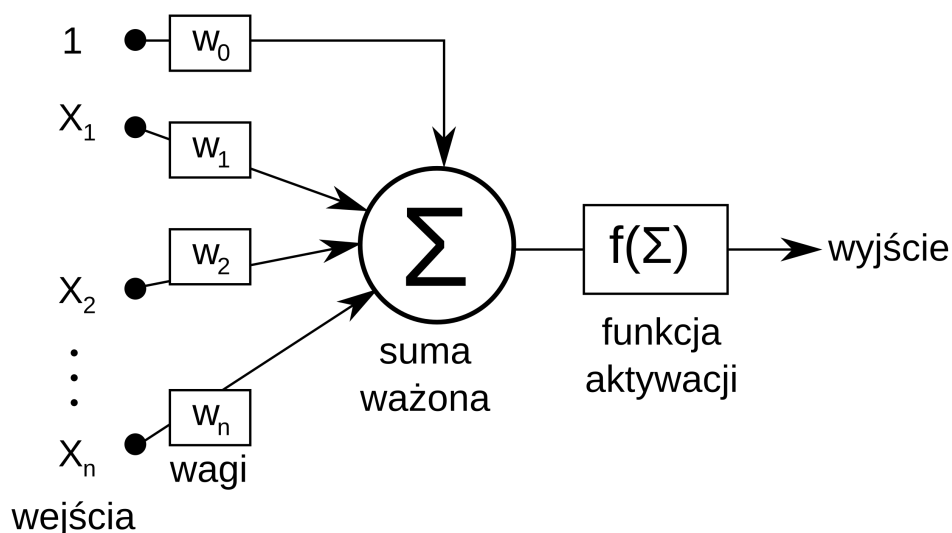 1
w₀
X₁
w₁
X₂
w₂
Xₙ
wₙ
wejścia
wagi
Σ
suma
ważona
f(Σ)
funkcja
aktywacji
wyjście